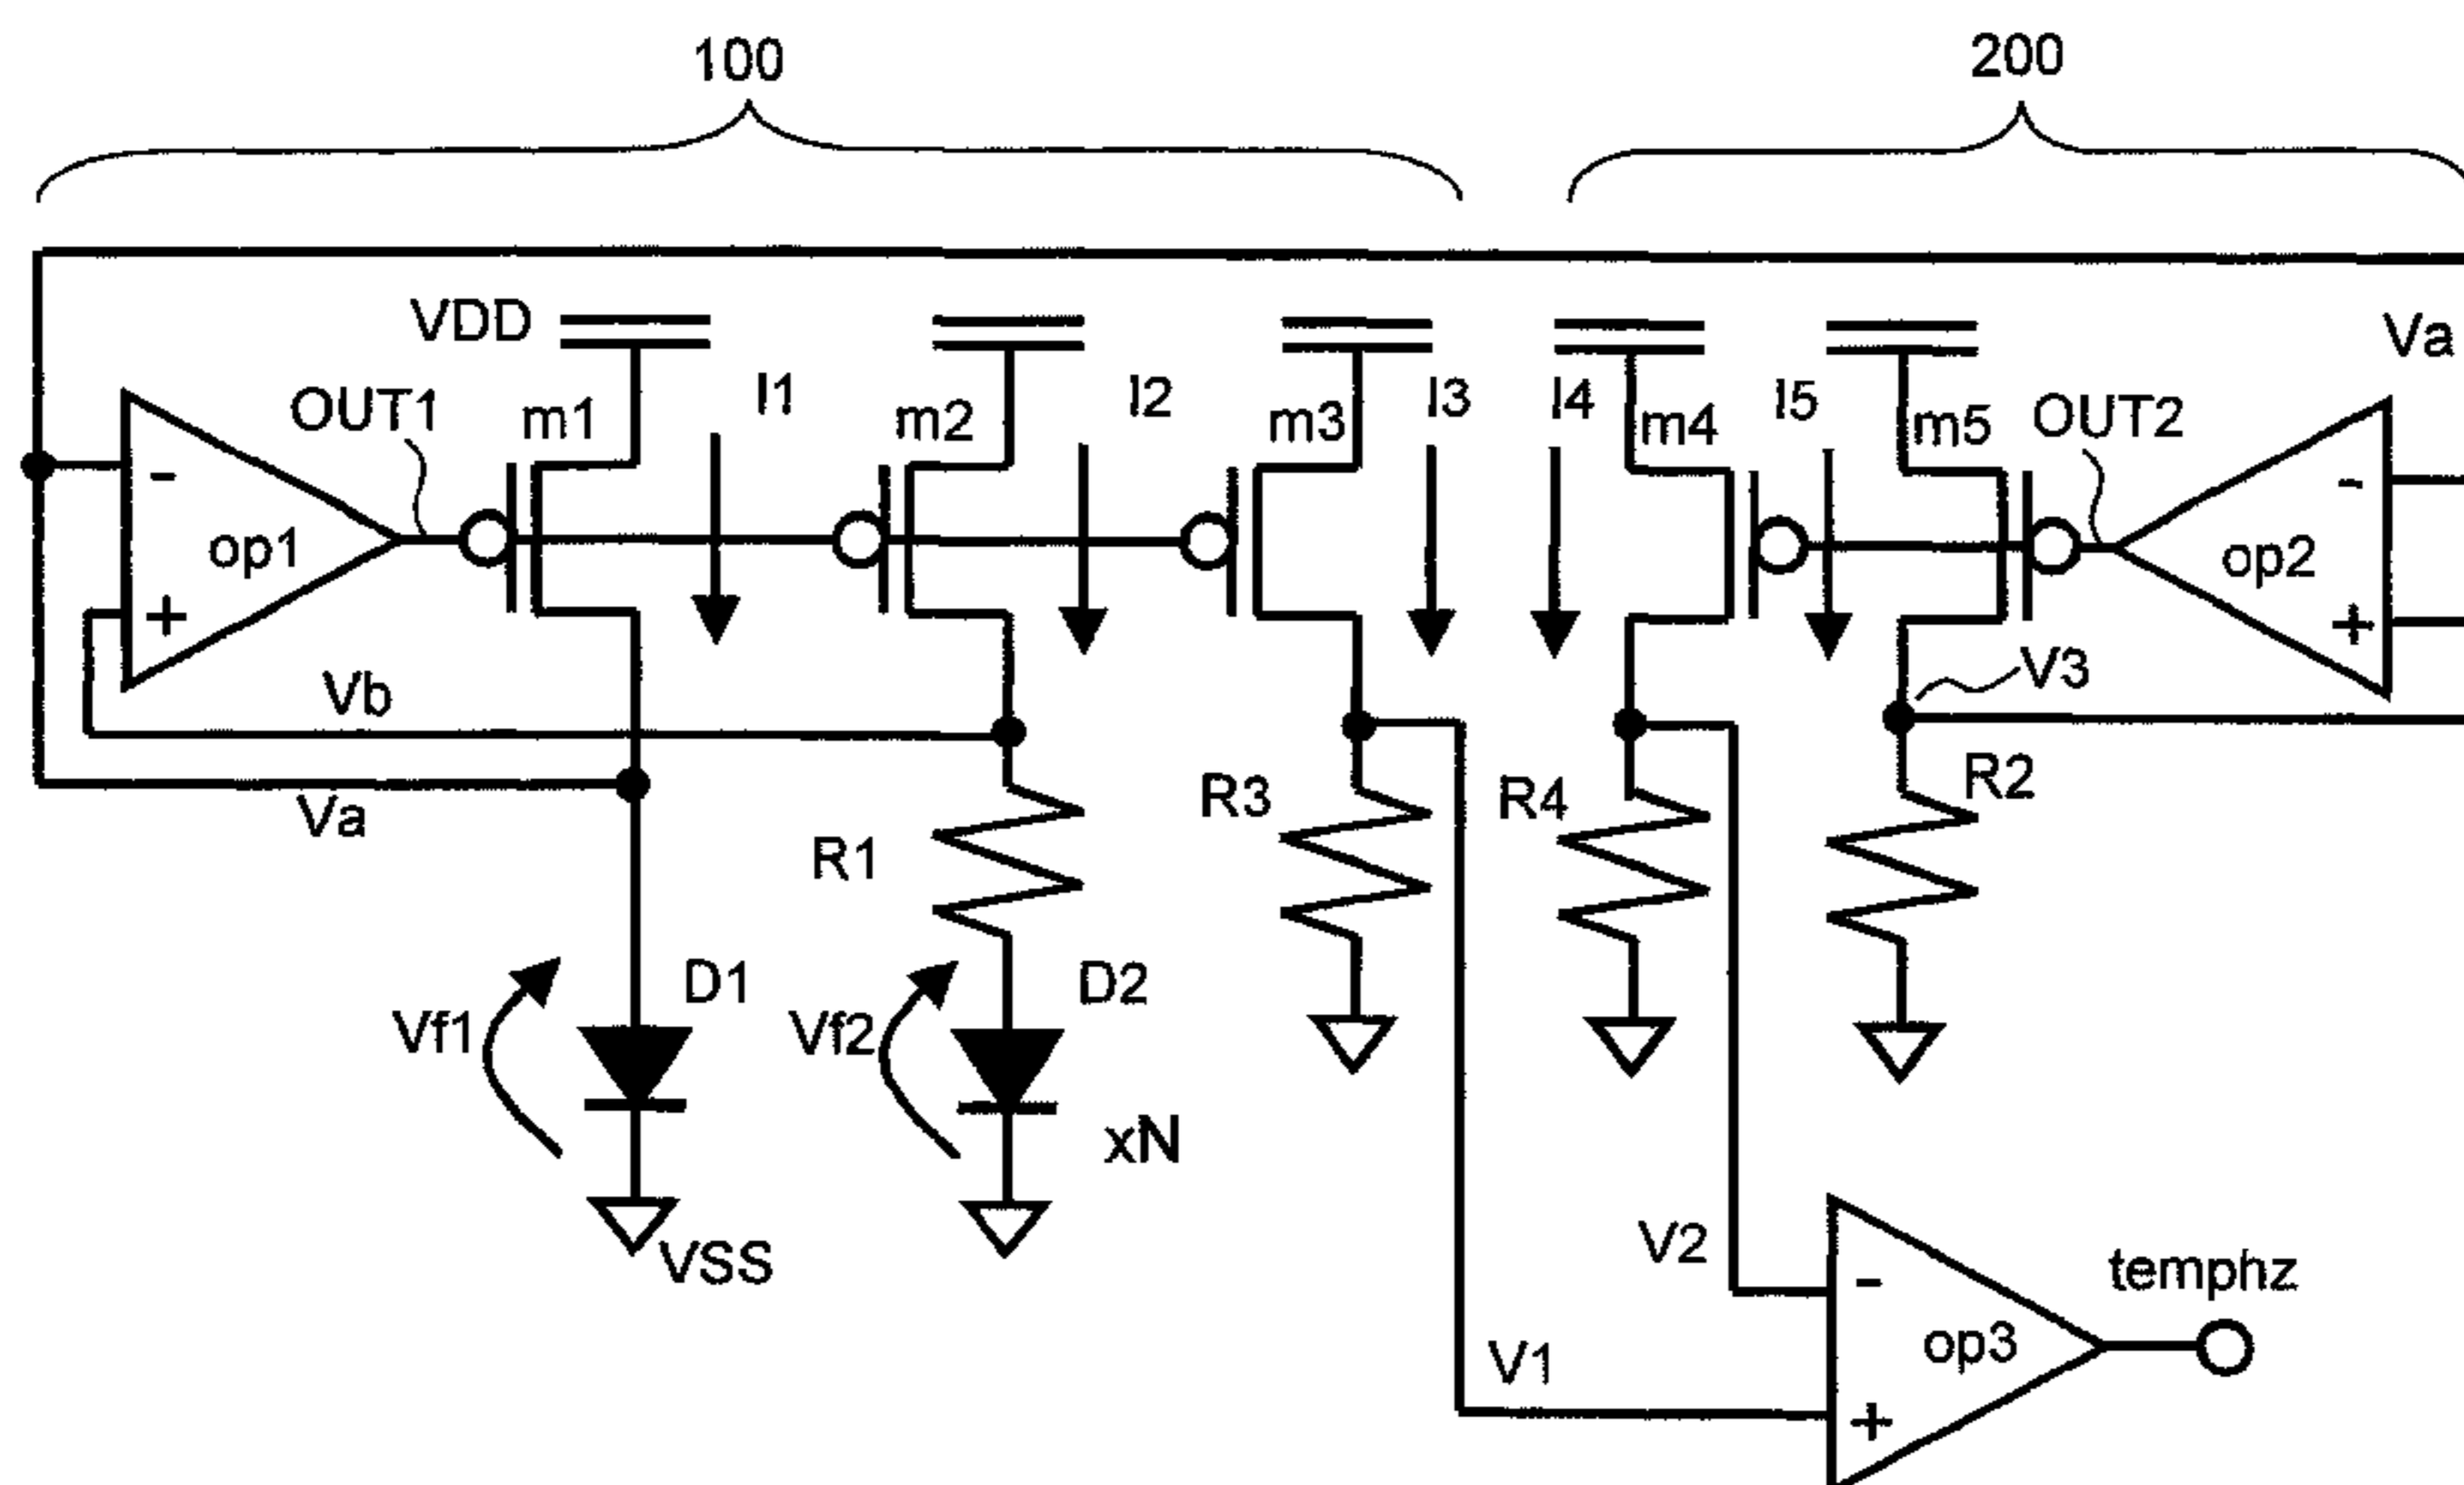 100
200
VDD
Va
OUT1
m1
I1
m2
I2
m3
I3
I4
m4
I5
m5
OUT2
-
-
op1
op2
+
+
Vb
V3
Va
R1
R3
R4
R2
Vf1
D1
Vf2
D2
xN
VSS
V2
-
temphz
op3
V1
+